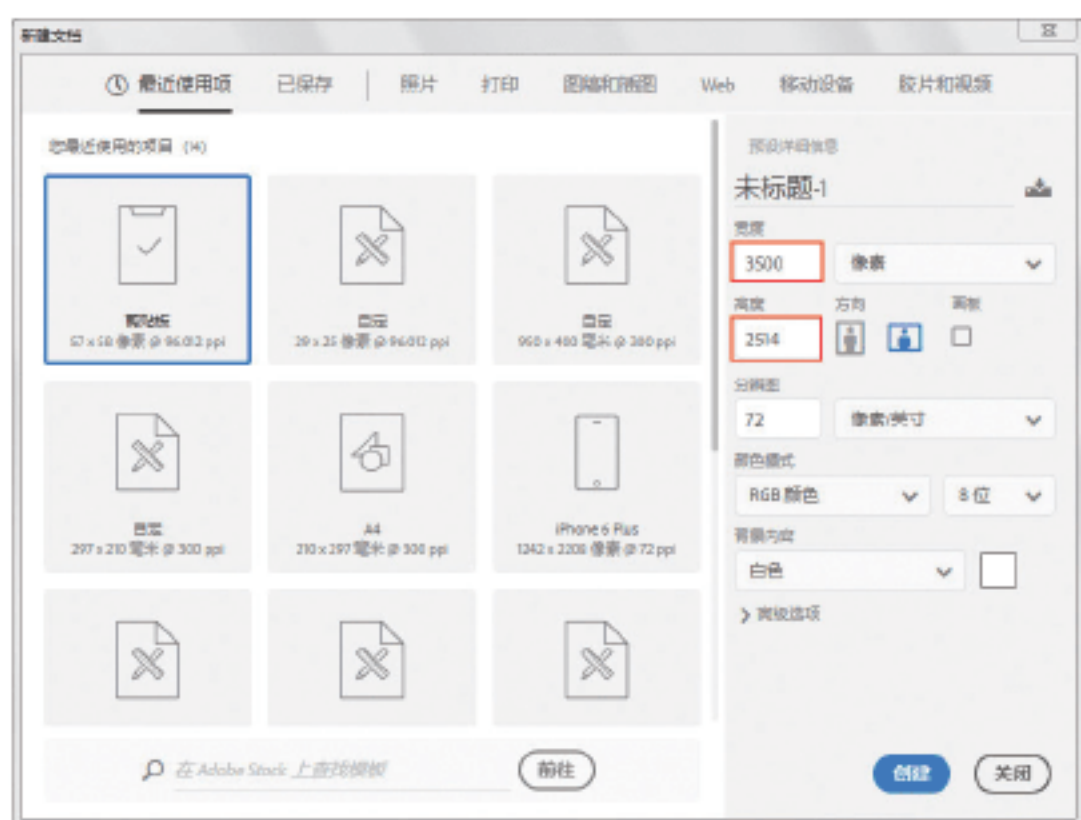 新建文档
最近使用项 已保存 照片 打印 图稿和插图 Web 移动设备 胶片和视频
您最近使用的项目 (14)
剪贴板
57 x 58 像素 @ 96.012 ppi
自定
29 x 25 像素 @ 96.012 ppi
自定
950 x 400 毫米 @ 300 ppi
自定
297 x 210 毫米 @ 300 ppi
A4
210 x 297 毫米 @ 300 ppi
iPhone 6 Plus
1242 x 2208 像素 @ 72 ppi
在 Adobe Stock 上查找模板
前往
预设详细信息
未标题-1
宽度
3500 像素
高度 方向 画板
2514
分辨率
72 像素/英寸
颜色模式
RGB 颜色 8 位
背景内容
白色
高级选项
创建 关闭